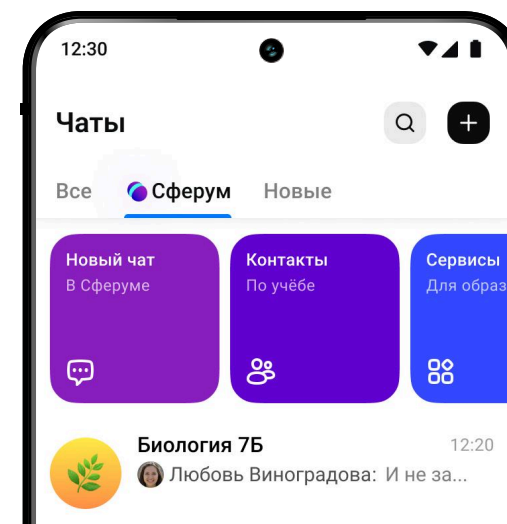 12:30
Чаты
Все Сферум Новые
Новый чат
В Сферуме
Контакты
По учёбе
Сервисы
Для образ
Биология 7Б 12:20
Любовь Виноградова: И не за...